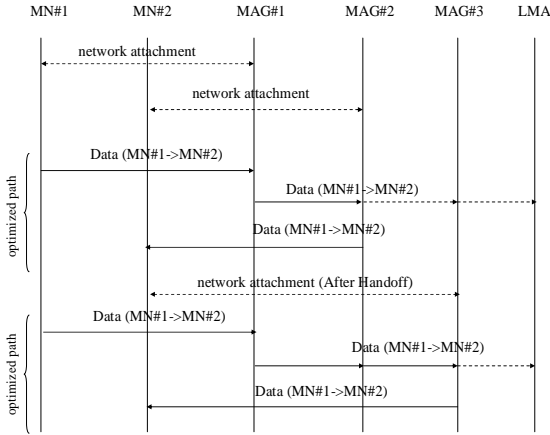 MN#1 MN#2 MAG#1 MAG#2 MAG#3 LMA
network attachment
network attachment
Data (MN#1->MN#2)
Data (MN#1->MN#2)
optimized path
Data (MN#1->MN#2)
network attachment (After Handoff)
Data (MN#1->MN#2)
Data (MN#1->MN#2)
optimized path
Data (MN#1->MN#2)